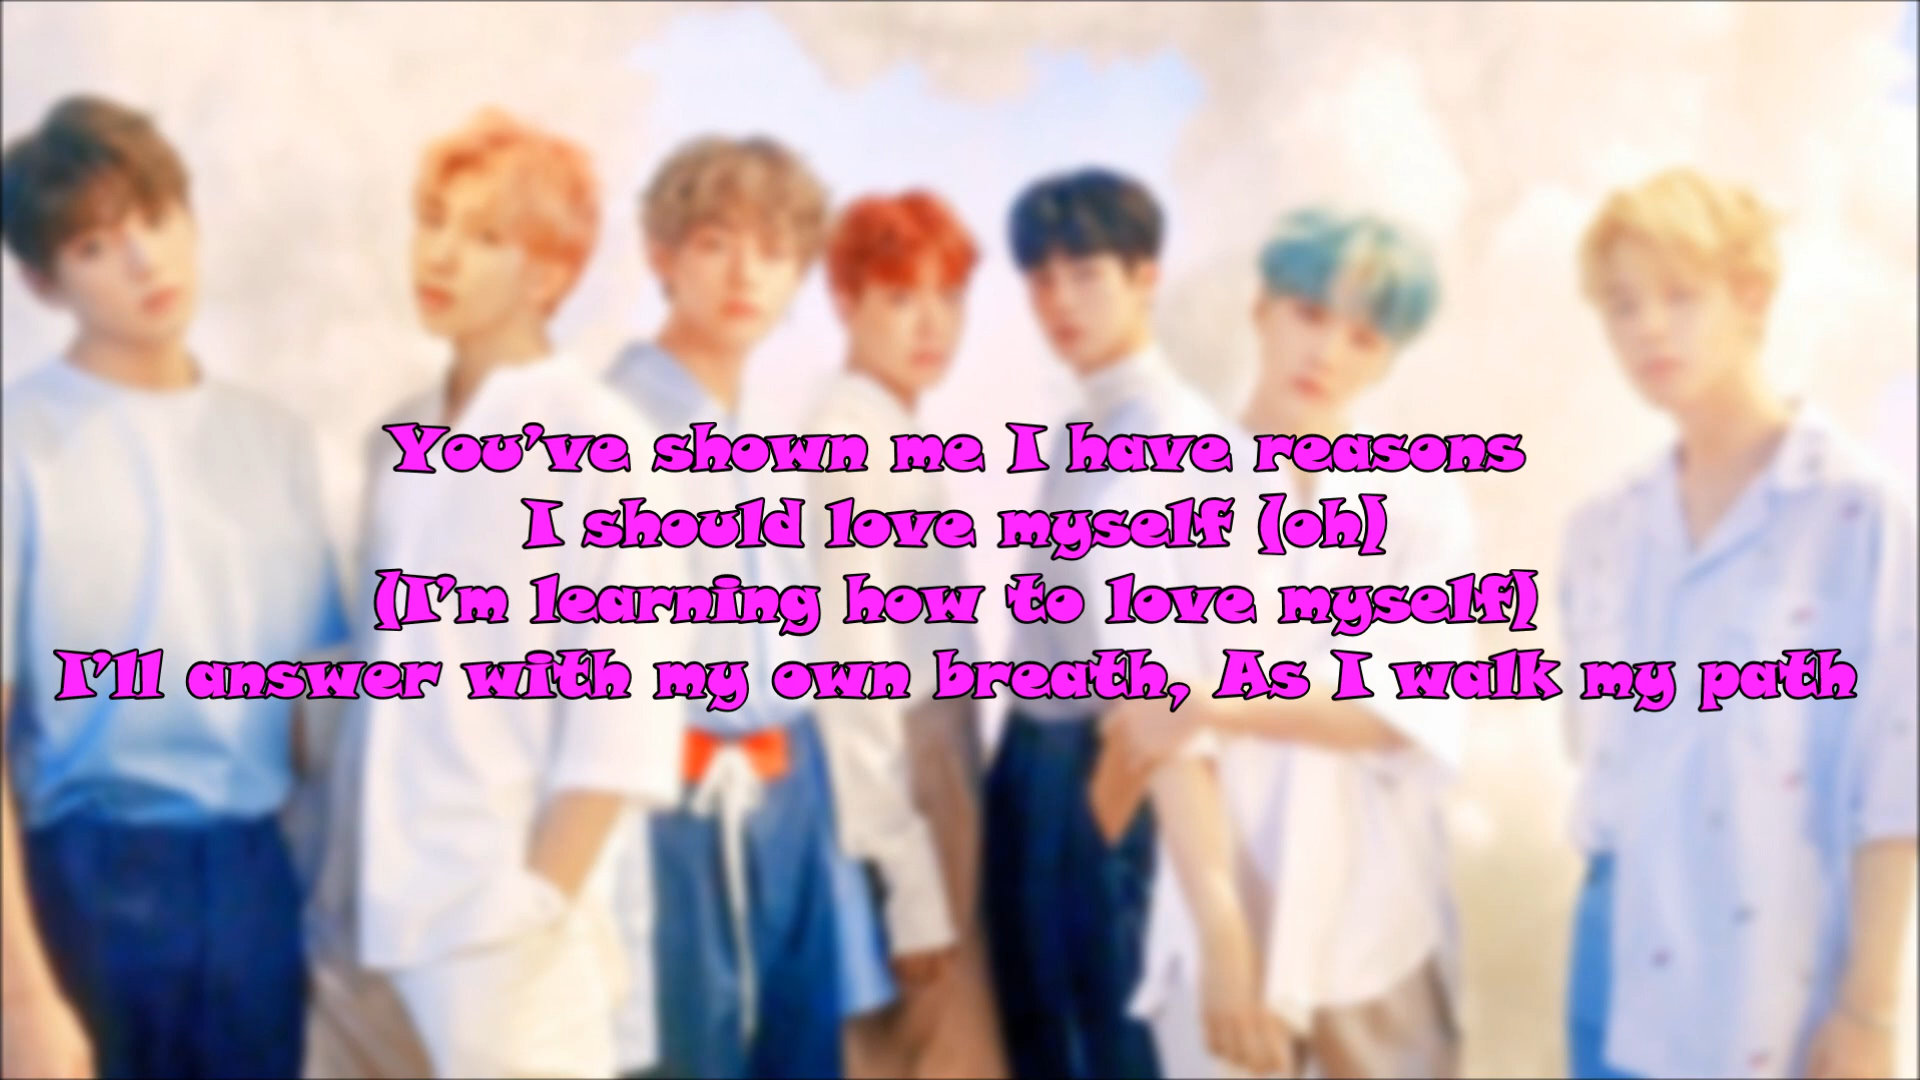 You've shown me I have reasons
I should love myself (oh)
(I'm learning how to love myself)
I'll answer with my own breath, As I walk my path